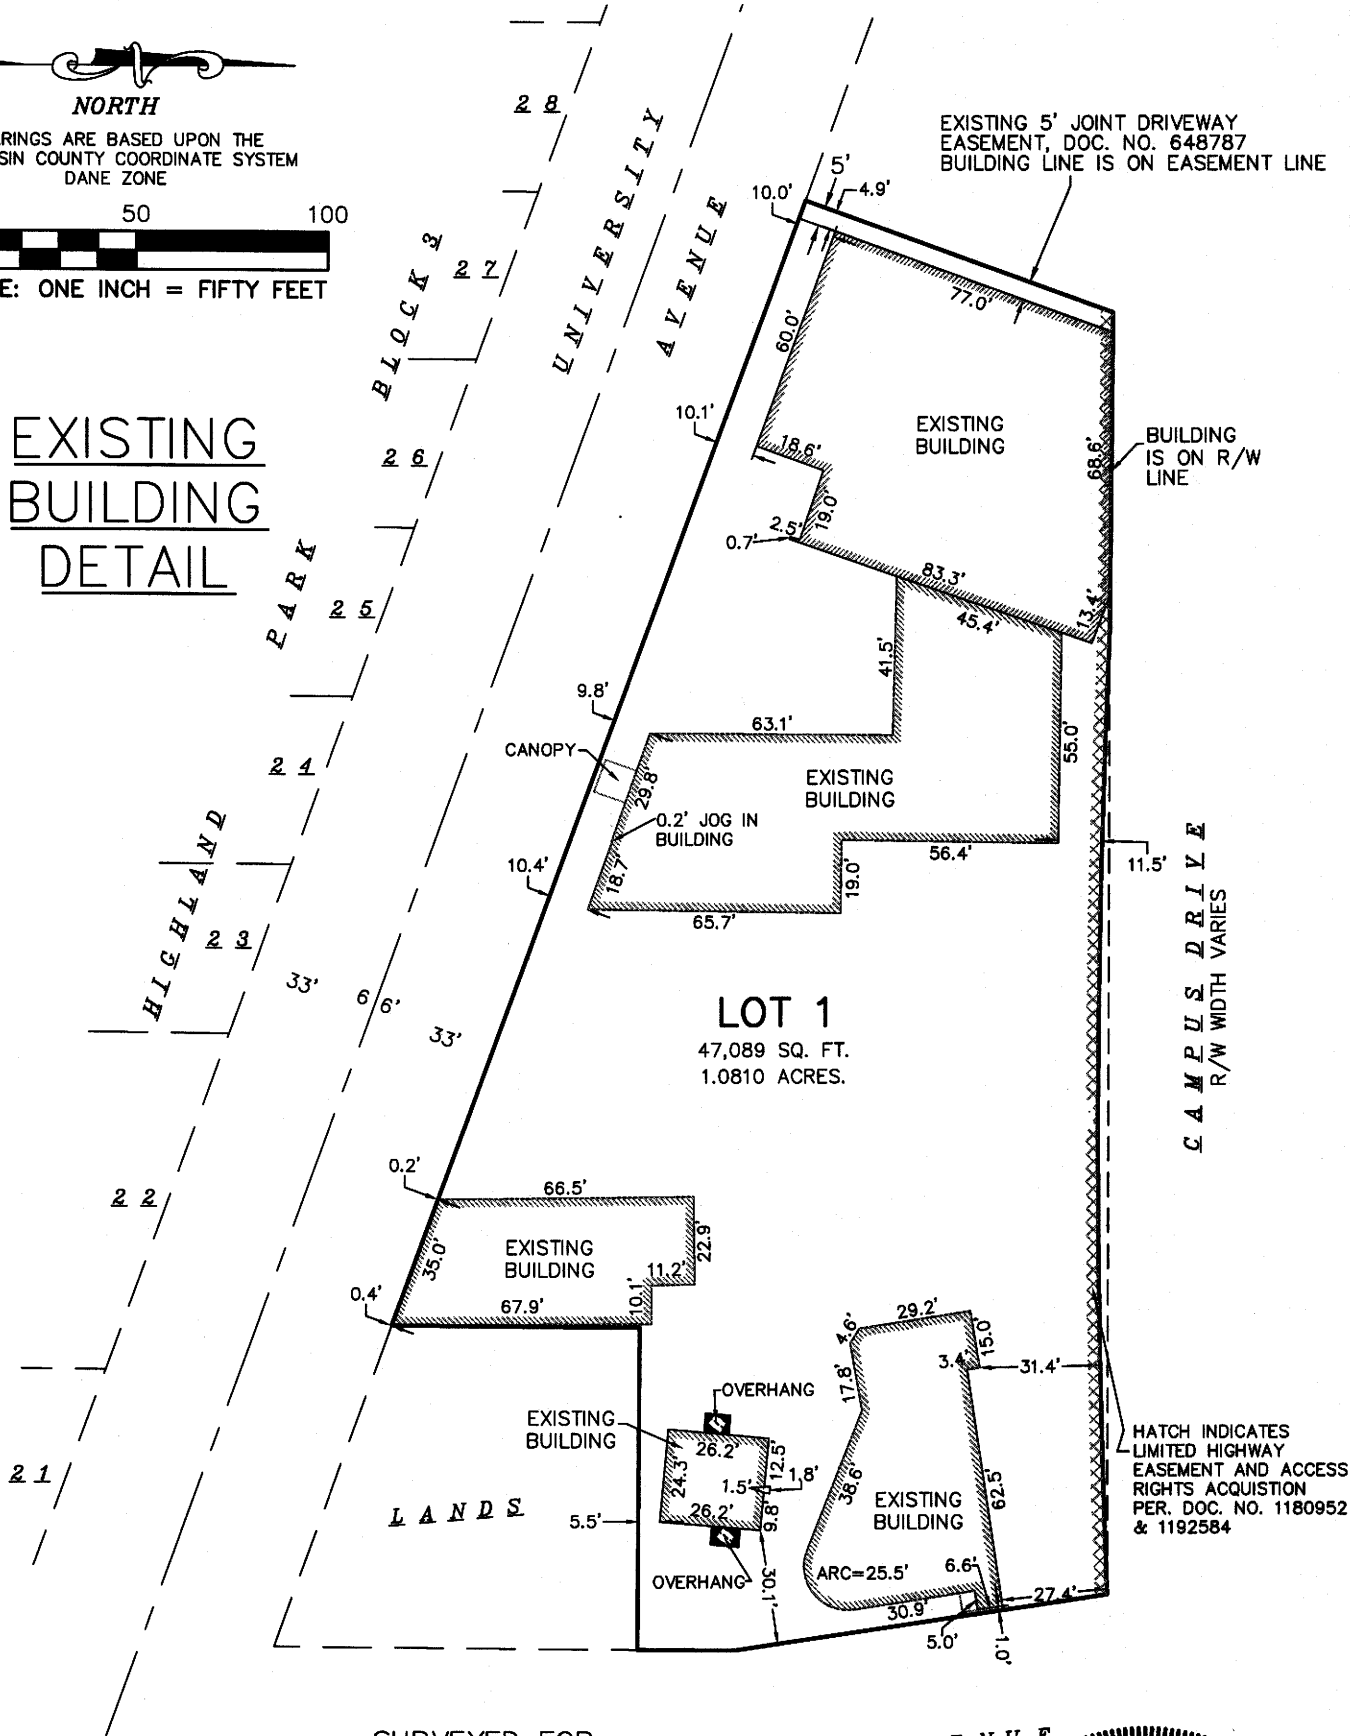 NORTH
RINGS ARE BASED UPON THE
SIN COUNTY COORDINATE SYSTEM
DANE ZONE
50 100
E: ONE INCH = FIFTY FEET
EXISTING
BUILDING
DETAIL
28
27
26
25
24
23
22
21
HIGHLAND
PARK
BLOCK 3
UNIVERSITY
AVENUE
33'
66'
33'
EXISTING 5' JOINT DRIVEWAY
EASEMENT, DOC. NO. 648787
BUILDING LINE IS ON EASEMENT LINE
5'
10.0'
4.9'
77.0'
60.0'
10.1'
18.6'
EXISTING
BUILDING
68.6'
BUILDING
IS ON R/W
LINE
19.0'
2.5'
0.7'
83.3'
13.4'
45.4'
41.5'
9.8'
63.1'
CANOPY
29.8'
EXISTING
BUILDING
55.0'
0.2' JOG IN
BUILDING
10.4'
18.7'
65.7'
19.0'
56.4'
11.5'
CAMPUS DRIVE
R/W WIDTH VARIES
LOT 1
47,089 SQ. FT.
1.0810 ACRES.
0.2'
66.5'
35.0'
EXISTING
BUILDING
22.9'
11.2'
10.1'
0.4'
67.9'
29.2'
4.6'
15.0'
3.4'
31.4'
17.8'
OVERHANG
EXISTING
BUILDING
26.2'
12.5'
24.3'
1.5'
1.8'
26.2'
9.8'
38.6'
62.5'
EXISTING
BUILDING
HATCH INDICATES
LIMITED HIGHWAY
EASEMENT AND ACCESS
RIGHTS ACQUISTION
PER. DOC. NO. 1180952
& 1192584
LANDS
5.5'
OVERHANG
30.1'
ARC=25.5'
6.6'
27.4'
30.9'
5.0'
1.0'
SURVEYED FOR